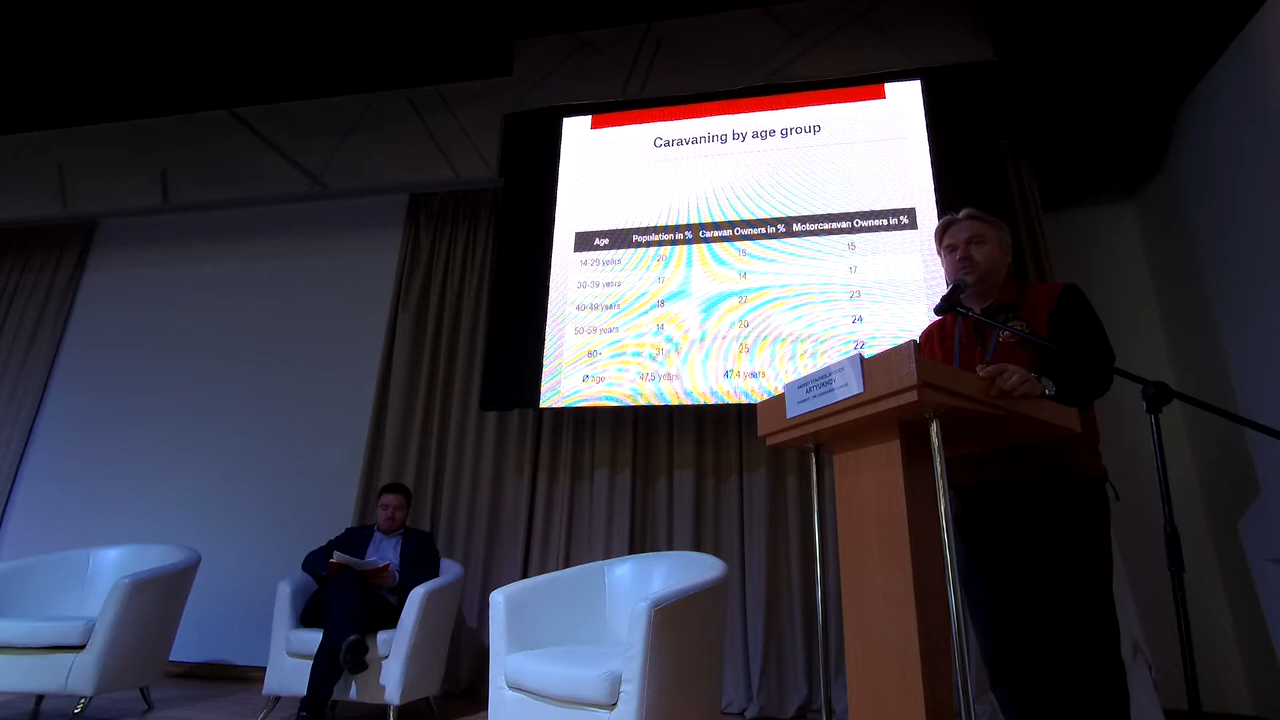 Caravaning by age group
Age Population in % Caravan Owners in % Motorcaravan Owners in %
14-29 years 20 15 15
30-39 years 17 14 17
40-49 years 18 27 23
50-59 years 14 20 24
60+ 31 25 22
Ø age 47,5 years 47,4 years
ARTYUKHOV